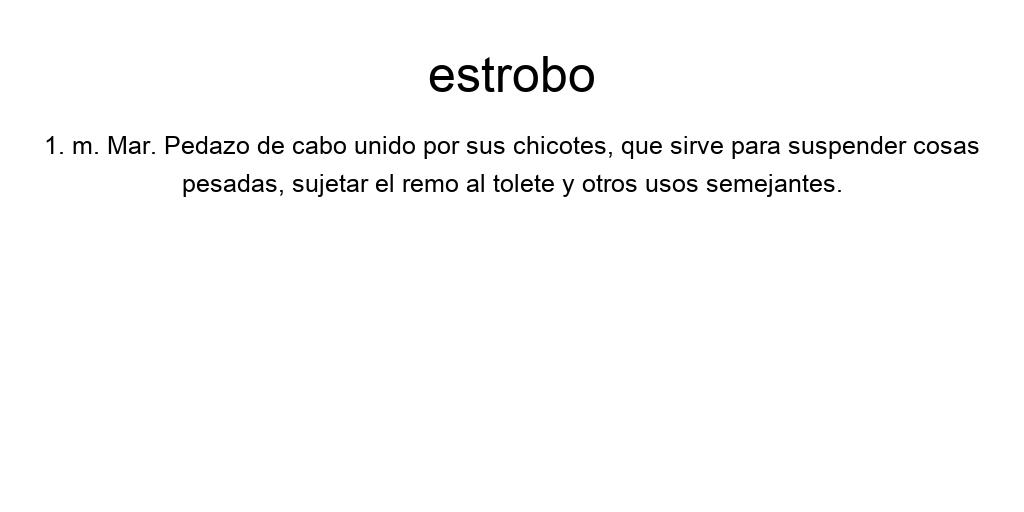 estrobo
1. m. Mar. Pedazo de cabo unido por sus chicotes, que sirve para suspender cosas
pesadas, sujetar el remo al tolete y otros usos semejantes.